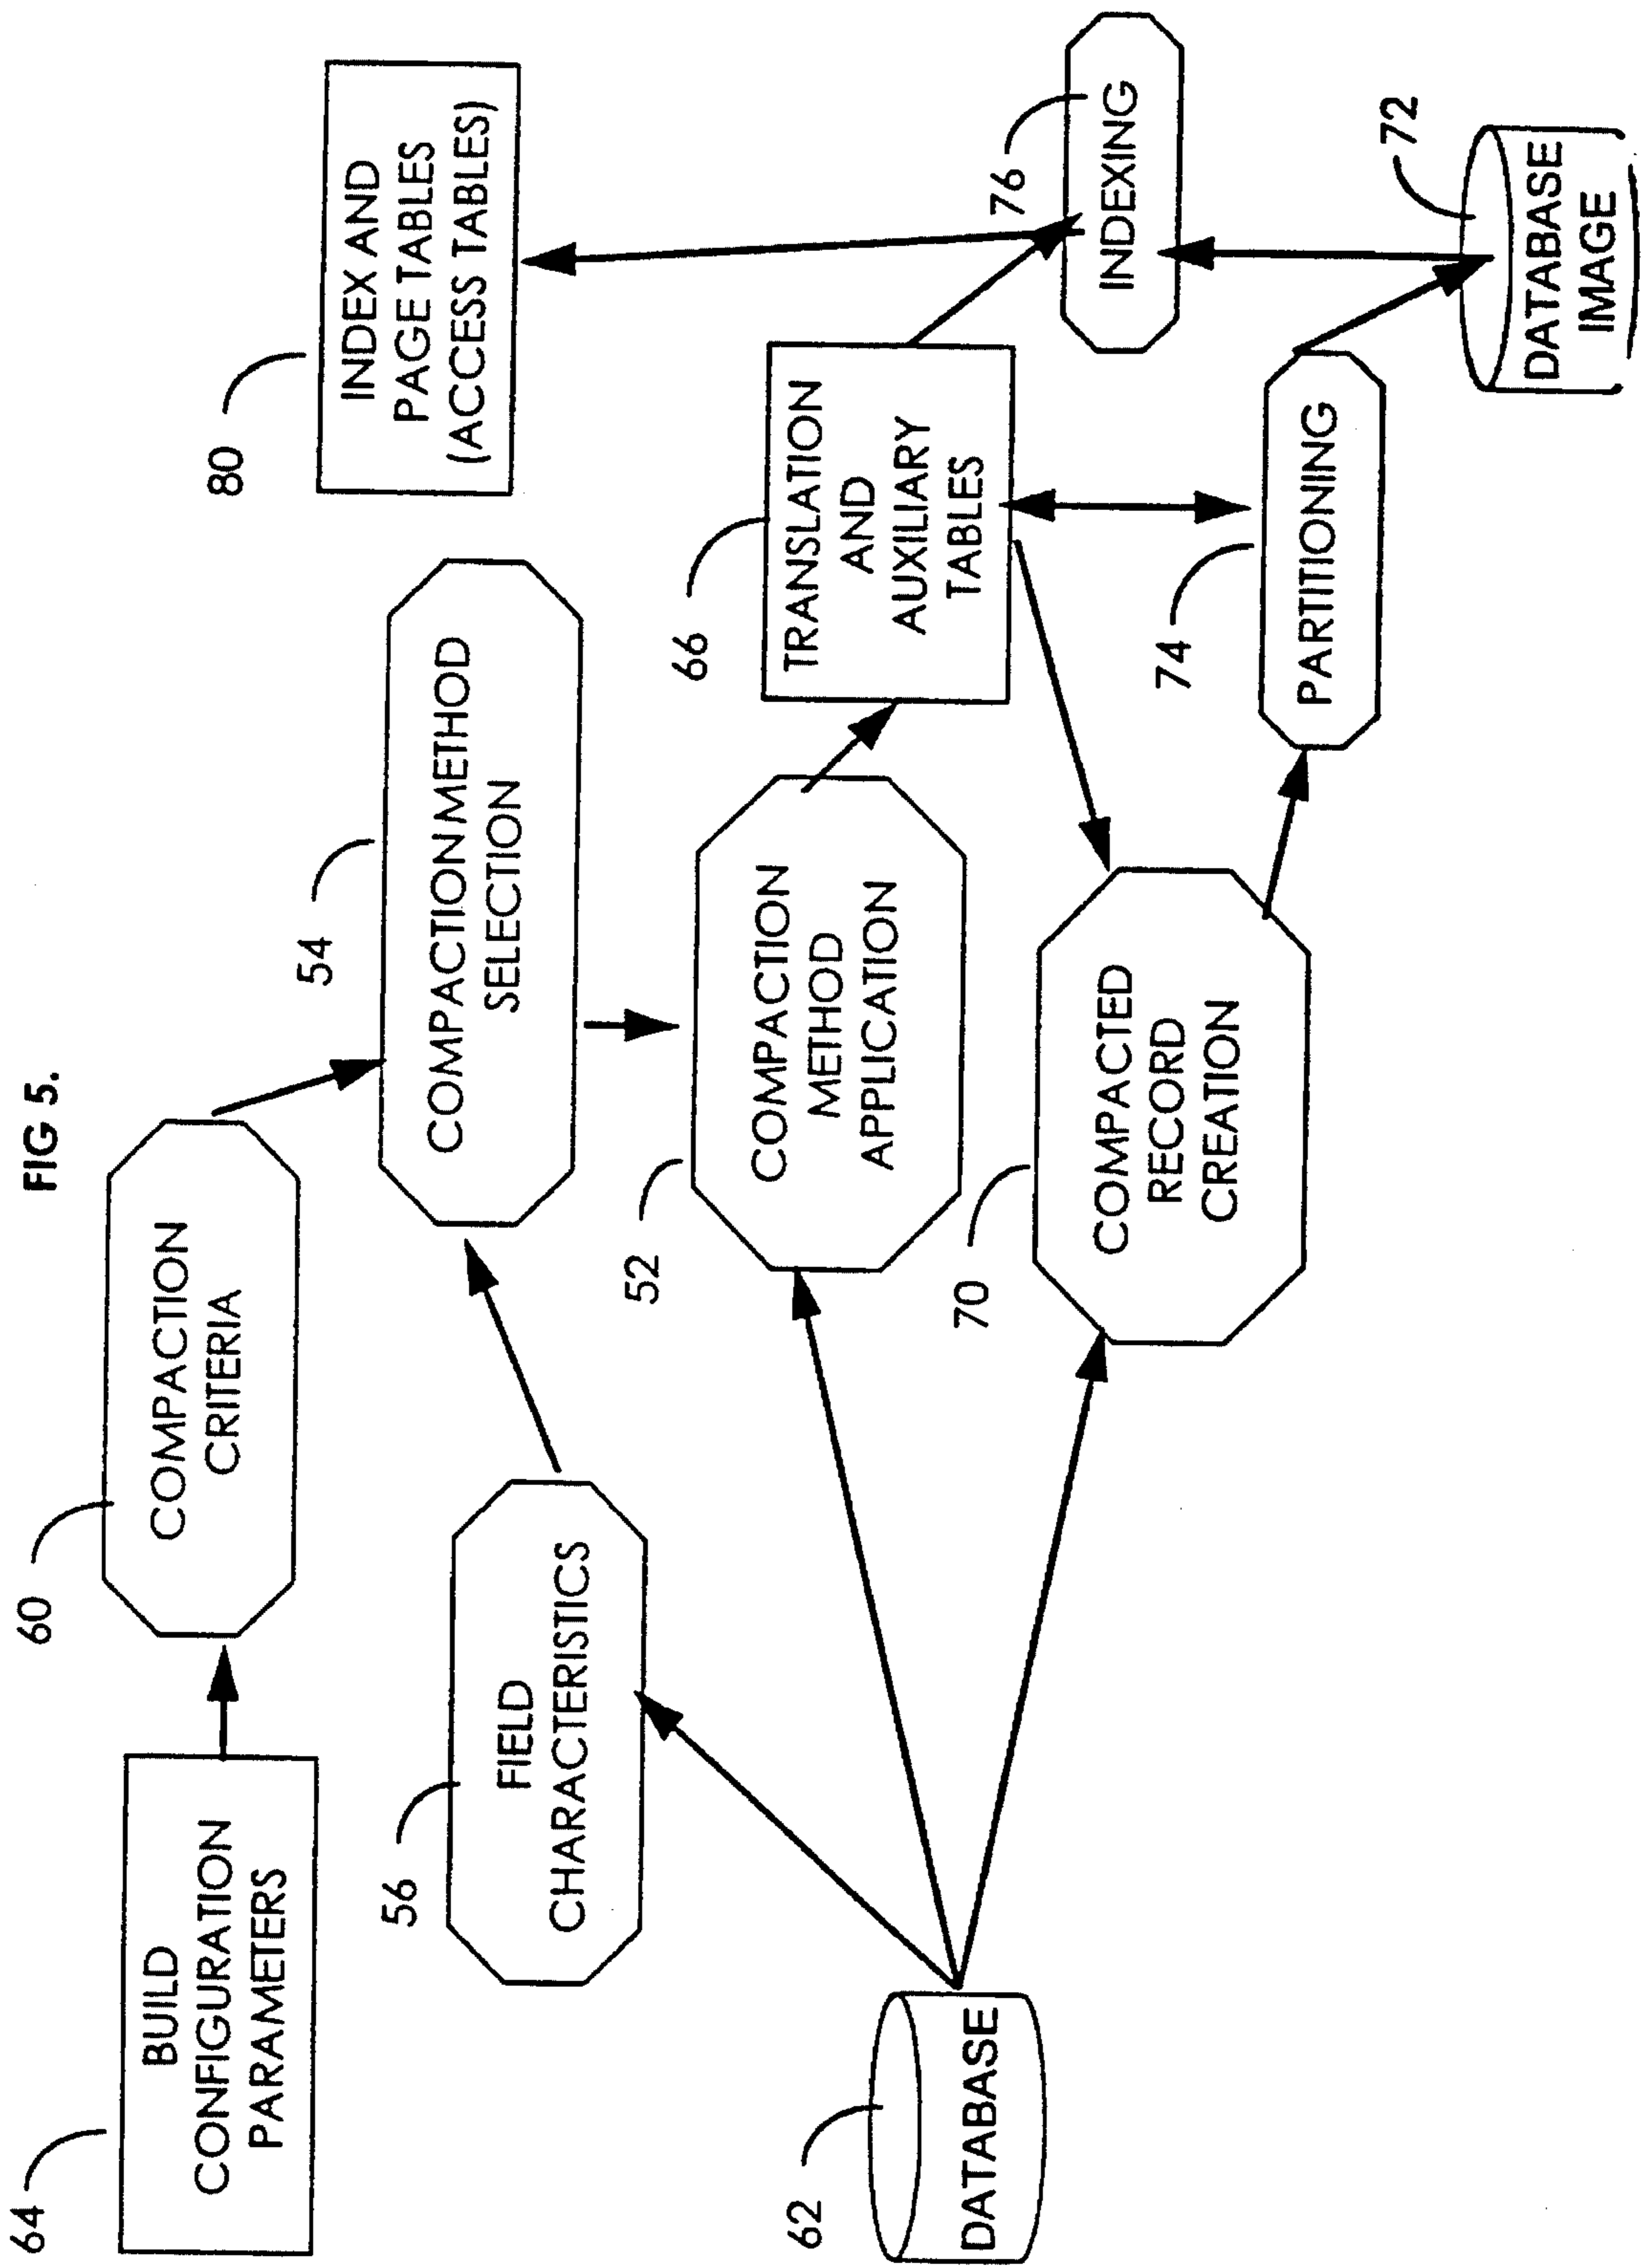 FIG 5.
64
BUILD
CONFIGURATION
PARAMETERS
60
COMPACTION
CRITERIA
80
INDEX AND
PAGE TABLES
(ACCESS TABLES)
54
COMPACTION METHOD
SELECTION
56
FIELD
CHARACTERISTICS
52
COMPACTION
METHOD
APPLICATION
66
TRANSLATION
AND
AUXILIARY
TABLES
76
INDEXING
62
DATABASE
70
COMPACTED
RECORD
CREATION
74
PARTITIONING
72
DATABASE
IMAGE